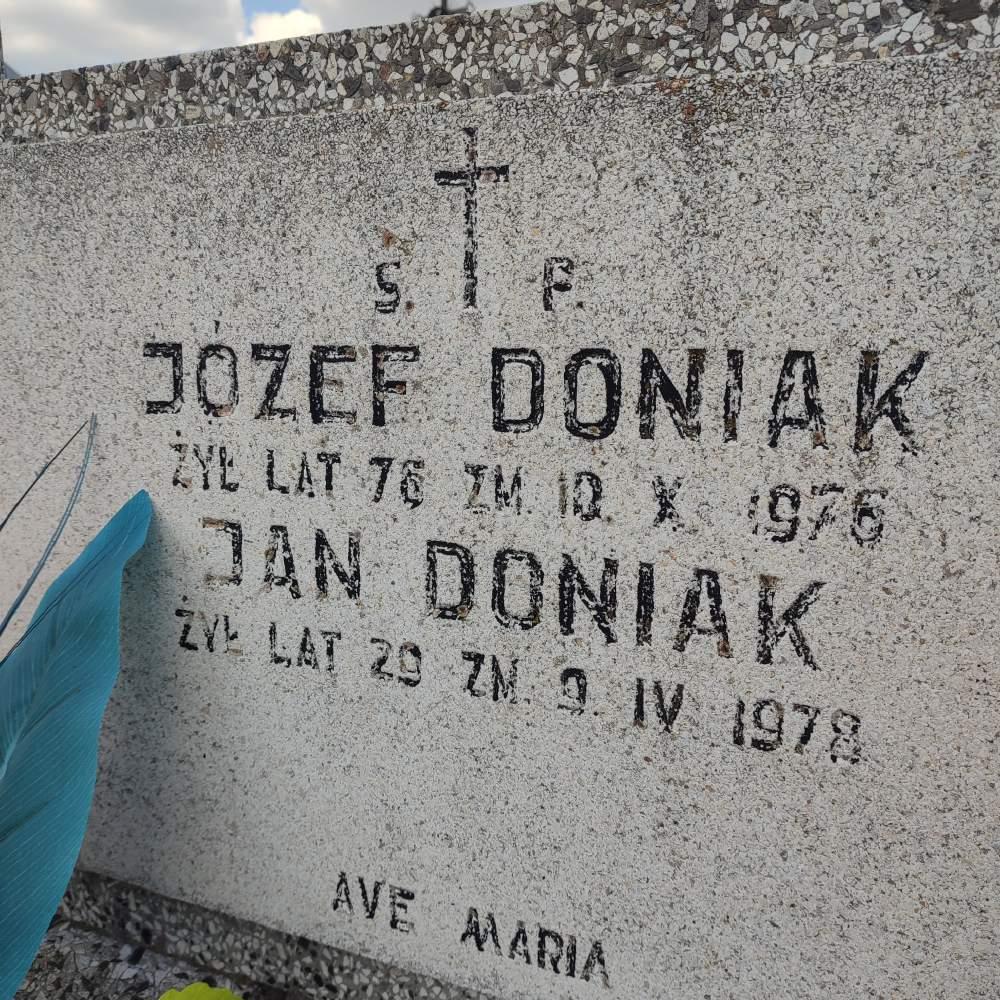 Ś. P.
JÓZEF DONIAK
ŻYŁ LAT 76 ZM. 10. X 1976
JAN DONIAK
ŻYŁ LAT 29 ZM. 9. IV 1978
AVE MARIA